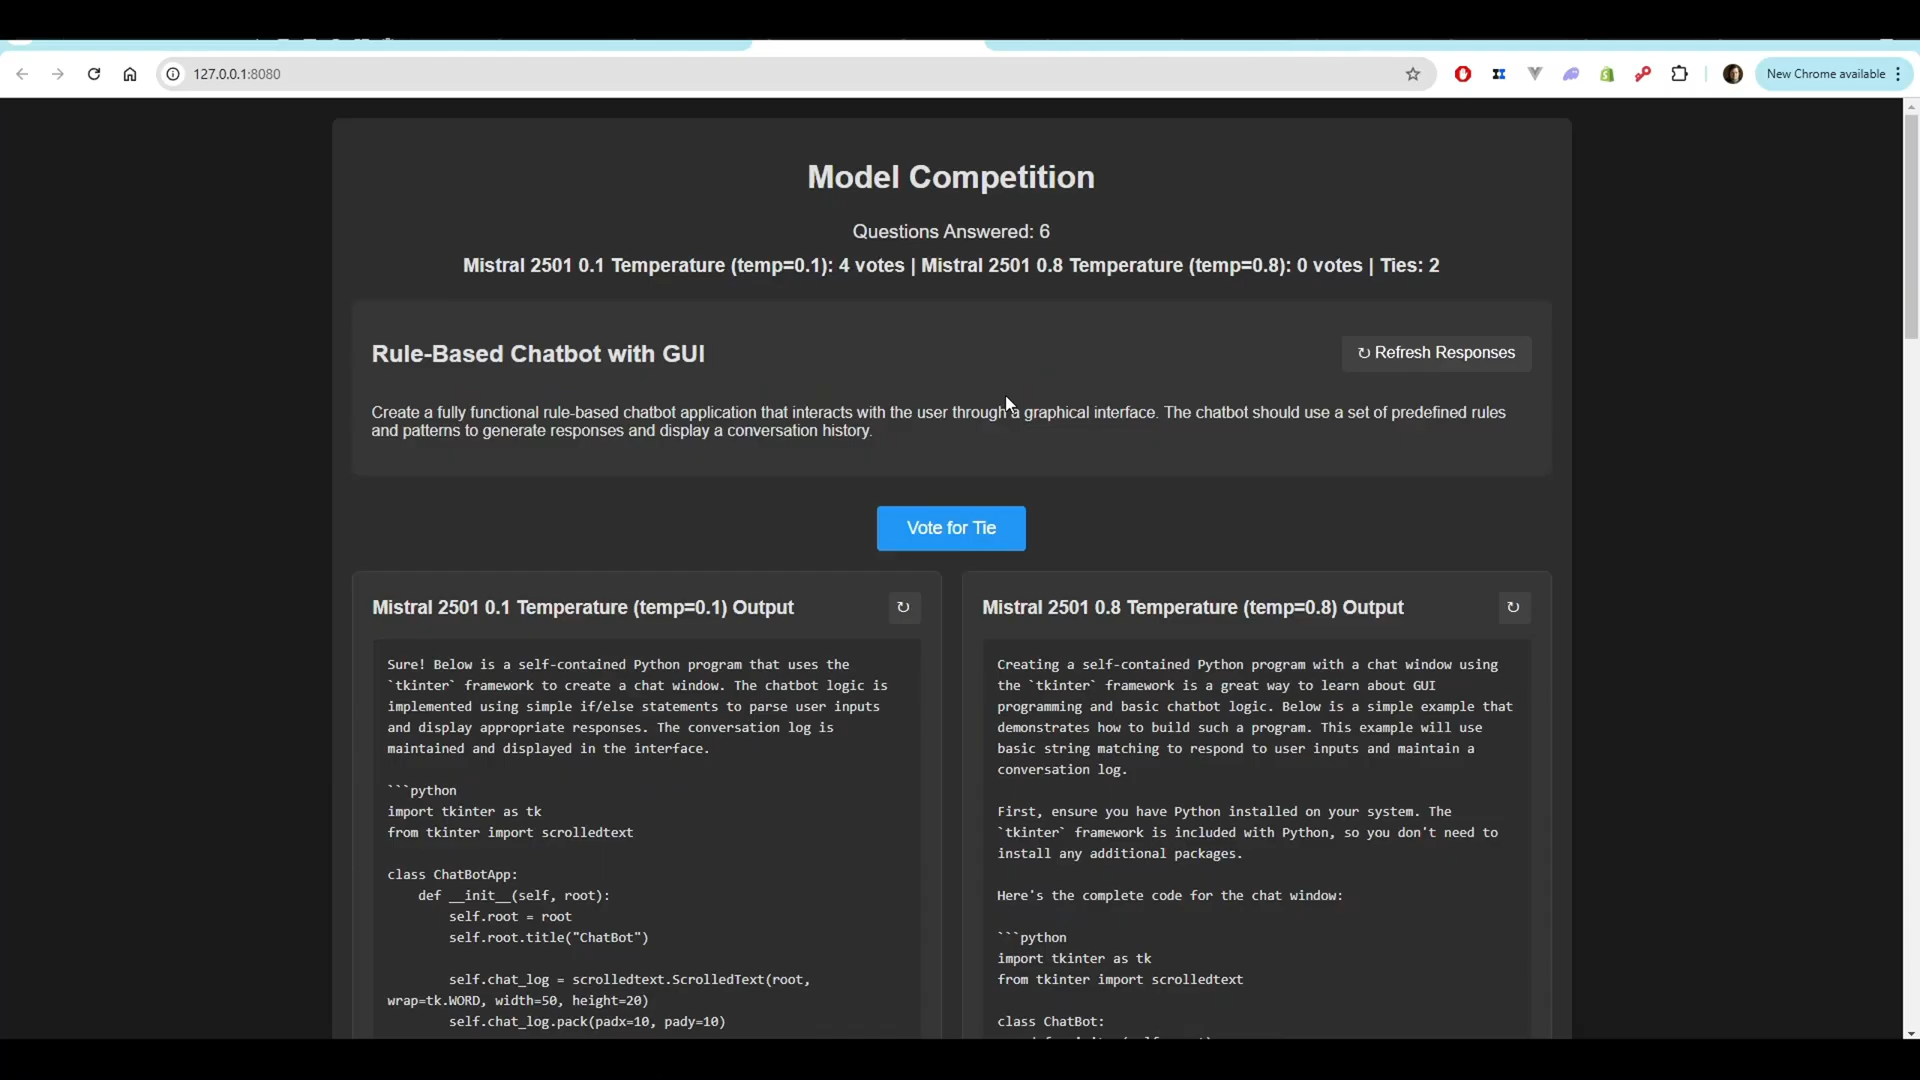 127.0.0.1:8080
New Chrome available
Model Competition
Questions Answered: 6
Mistral 2501 0.1 Temperature (temp=0.1): 4 votes | Mistral 2501 0.8 Temperature (temp=0.8): 0 votes | Ties: 2
Rule-Based Chatbot with GUI
↻ Refresh Responses
Create a fully functional rule-based chatbot application that interacts with the user through a graphical interface. The chatbot should use a set of predefined rules
and patterns to generate responses and display a conversation history.
Vote for Tie
Mistral 2501 0.1 Temperature (temp=0.1) Output
↻
Sure! Below is a self-contained Python program that uses the
`tkinter` framework to create a chat window. The chatbot logic is
implemented using simple if/else statements to parse user inputs
and display appropriate responses. The conversation log is
maintained and displayed in the interface.
```python
import tkinter as tk
from tkinter import scrolledtext
class ChatBotApp:
    def __init__(self, root):
        self.root = root
        self.root.title("ChatBot")
        self.chat_log = scrolledtext.ScrolledText(root,
wrap=tk.WORD, width=50, height=20)
        self.chat_log.pack(padx=10, pady=10)
Mistral 2501 0.8 Temperature (temp=0.8) Output
↻
Creating a self-contained Python program with a chat window using
the `tkinter` framework is a great way to learn about GUI
programming and basic chatbot logic. Below is a simple example that
demonstrates how to build such a program. This example will use
basic string matching to respond to user inputs and maintain a
conversation log.
First, ensure you have Python installed on your system. The
`tkinter` framework is included with Python, so you don't need to
install any additional packages.
Here's the complete code for the chat window:
```python
import tkinter as tk
from tkinter import scrolledtext
class ChatBot: